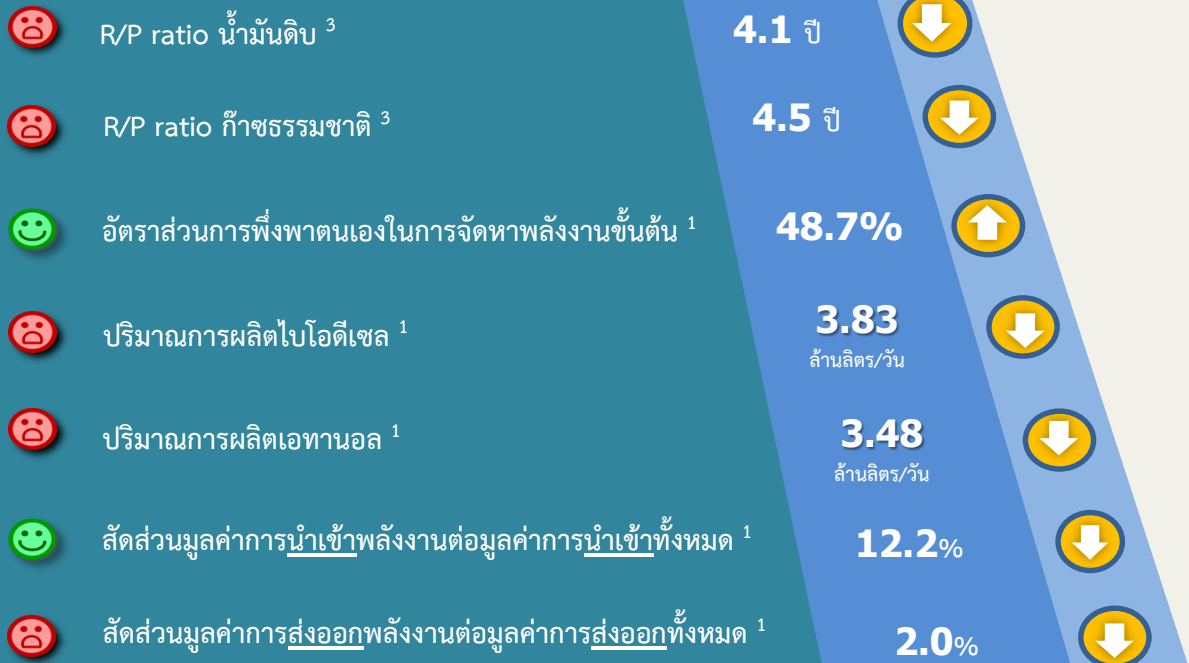 R/P ratio น้ำมันดิบ 3 4.1 ปี
R/P ratio ก๊าซธรรมชาติ 3 4.5 ปี
อัตราส่วนการพึ่งพาตนเองในการจัดหาพลังงานขั้นต้น 1 48.7%
ปริมาณการผลิตไบโอดีเซล 1 3.83
ล้านลิตร/วัน
ปริมาณการผลิตเอทานอล 1 3.48
ล้านลิตร/วัน
สัดส่วนมูลค่าการนำเข้าพลังงานต่อมูลค่าการนำเข้าทั้งหมด 1 12.2%
สัดส่วนมูลค่าการส่งออกพลังงานต่อมูลค่าการส่งออกทั้งหมด 1 2.0%